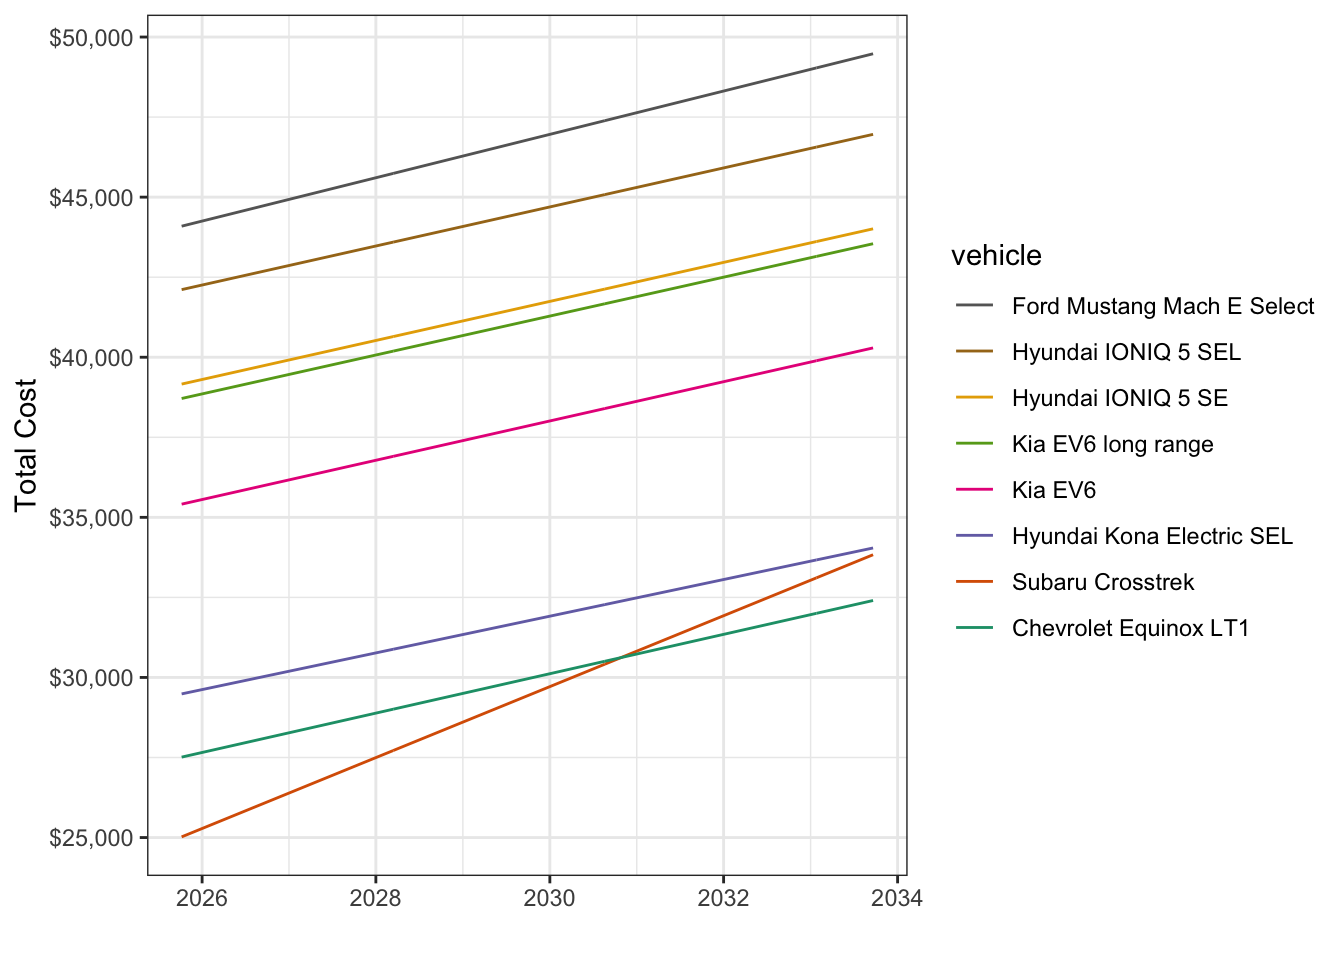 $50,000
$45,000
$40,000
$35,000
$30,000
$25,000
Total Cost
2026
2028
2030
2032
2034
vehicle
Ford Mustang Mach E Select
Hyundai IONIQ 5 SEL
Hyundai IONIQ 5 SE
Kia EV6 long range
Kia EV6
Hyundai Kona Electric SEL
Subaru Crosstrek
Chevrolet Equinox LT1